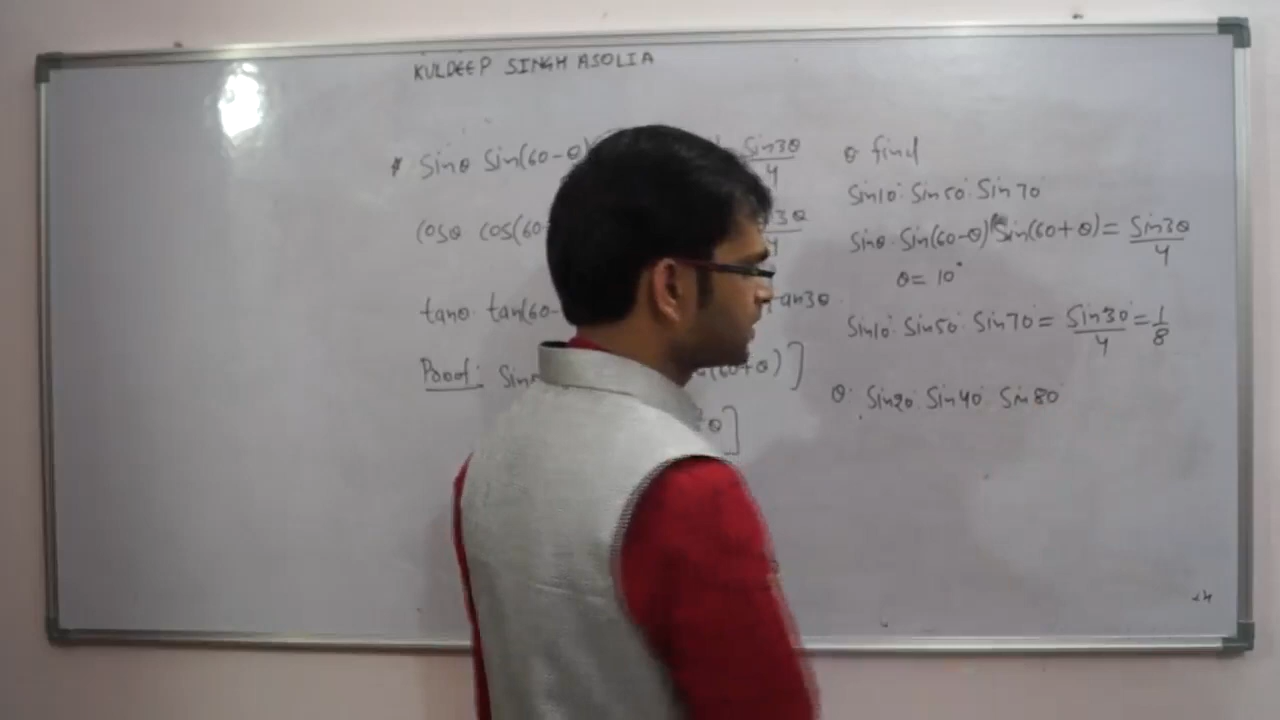 KULDEEP SINGH ASOLIA
* Sinθ Sin(60-θ) Sin3θ/4
Cosθ Cos(60- 3θ/4
tanθ. tan(60- tan3θ.
Proof: Sinθ (60+θ)]
θ]
Q find
Sin10°. Sin50°. Sin70°
Sinθ. Sin(60-θ) Sin(60+θ) = Sin3θ/4
θ = 10°
Sin10°. Sin50°. Sin70° = Sin30°/4 = 1/8
Q. Sin20°. Sin40°. Sin80°